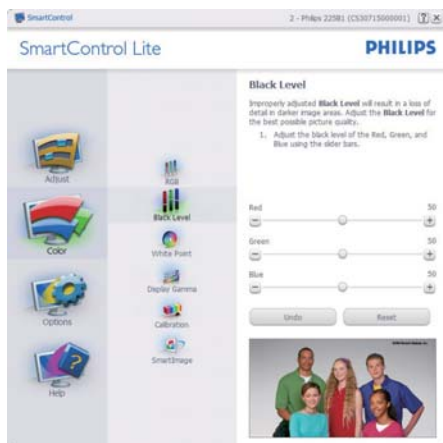 SmartControl
2 - Philips 225B1 (CS30715000001)
SmartControl Lite
PHILIPS
Adjust
Color
Options
Help
RGB
Black Level
White Point
Display Gamma
Calibration
SmartImage
Black Level
Improperly adjusted Black Level will result in a loss of
detail in darker image areas. Adjust the Black Level for
the best possible picture quality.
1. Adjust the black level of the Red, Green, and
Blue using the slider bars.
Red 50
Green 50
Blue 50
Undo Reset